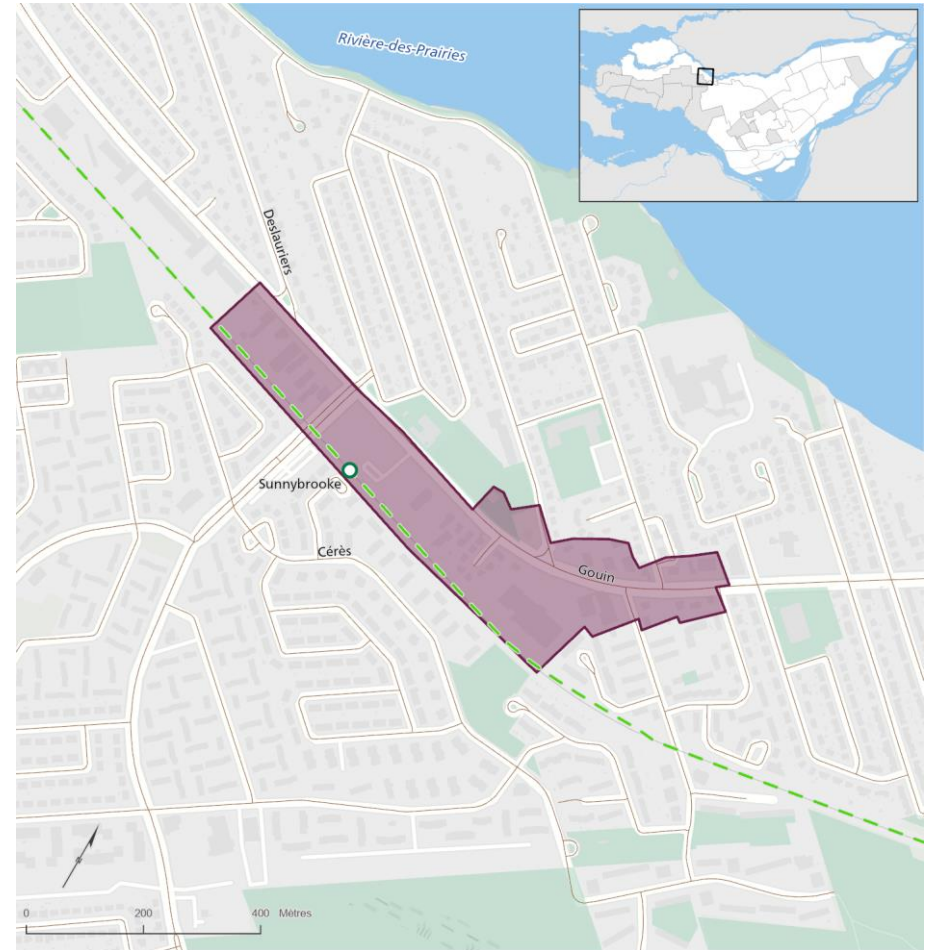 Rivière-des-Prairies
Deslauriers
Sunnybrooke
Cérès
Gouin
0 200 400 Mètres